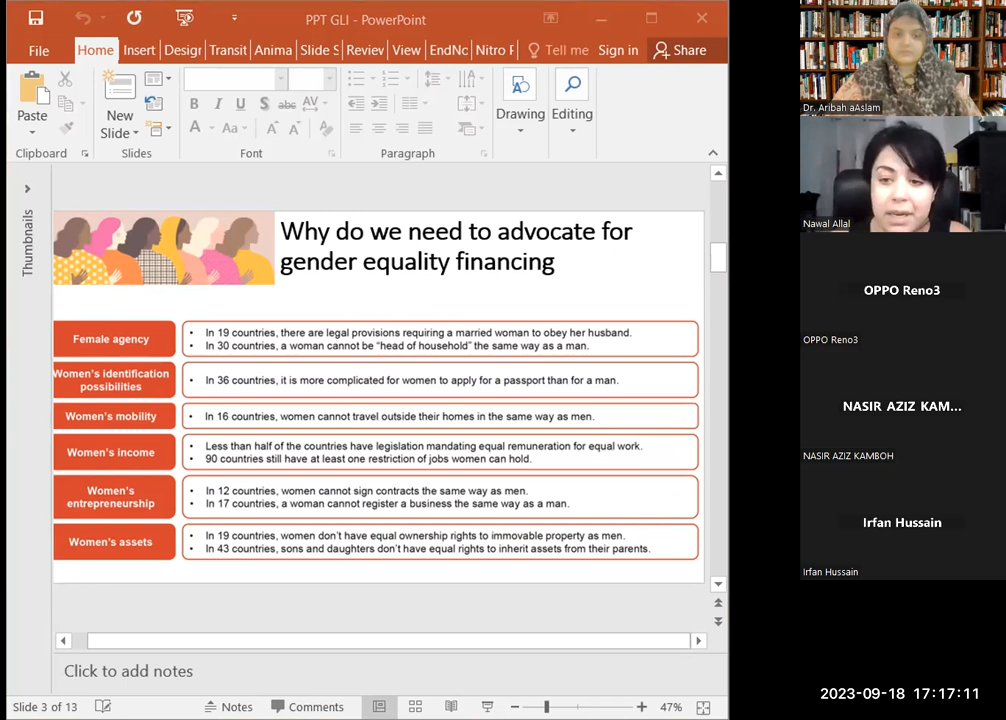 PPT GLI - PowerPoint
File Home Insert Design Transit Anima Slide S Review View EndNo Nitro P Tell me Sign in Share
Paste
New
Slide
Drawing
Editing
B I U S abc AV
A Aa A A
Clipboard
Slides
Font
Paragraph
Thumbnails
Why do we need to advocate for
gender equality financing
Female agency
• In 19 countries, there are legal provisions requiring a married woman to obey her husband.
• In 30 countries, a woman cannot be “head of household” the same way as a man.
Women's identification
possibilities
• In 36 countries, it is more complicated for women to apply for a passport than for a man.
Women's mobility
• In 16 countries, women cannot travel outside their homes in the same way as men.
Women's income
• Less than half of the countries have legislation mandating equal remuneration for equal work.
• 90 countries still have at least one restriction of jobs women can hold.
Women's
entrepreneurship
• In 12 countries, women cannot sign contracts the same way as men.
• In 17 countries, a woman cannot register a business the same way as a man.
Women's assets
• In 19 countries, women don't have equal ownership rights to immovable property as men.
• In 43 countries, sons and daughters don't have equal rights to inherit assets from their parents.
Click to add notes
Slide 3 of 13
Notes
Comments
47%
Dr. Aribah aAslam
Nawal Allal
OPPO Reno3
OPPO Reno3
NASIR AZIZ KAM...
NASIR AZIZ KAMBOH
Irfan Hussain
Irfan Hussain
2023-09-18 17:17:11